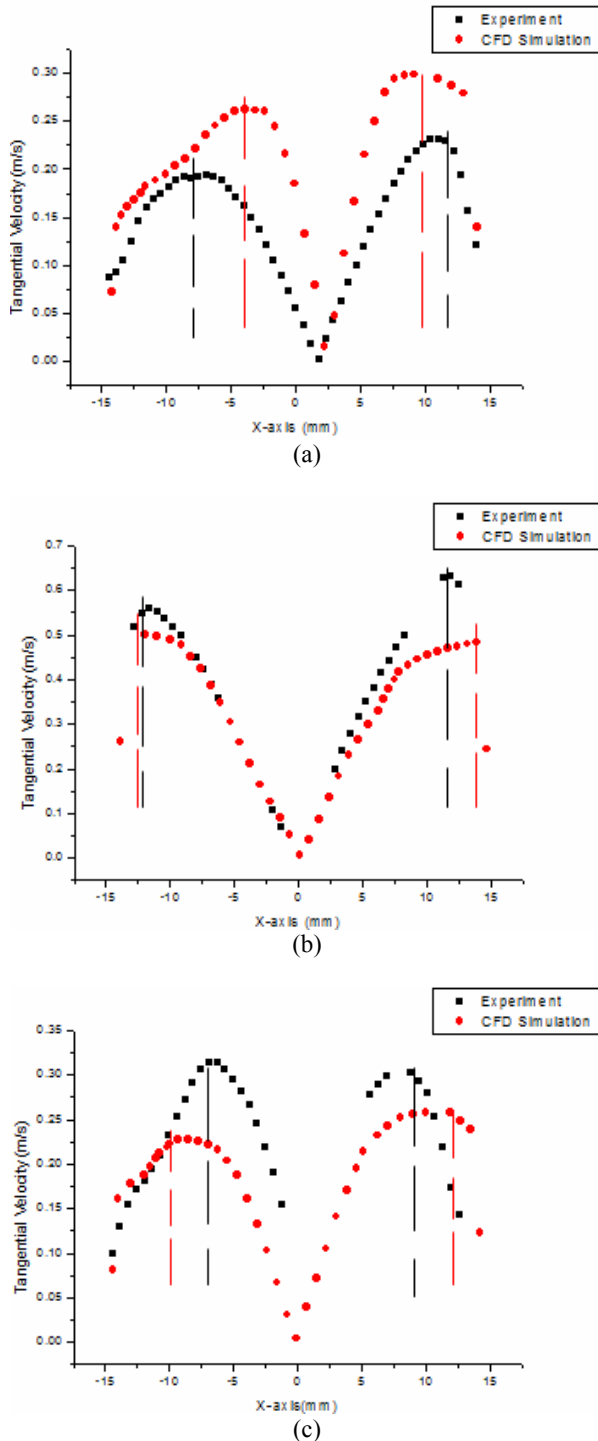 Experiment
CFD Simulation
Tangential Velocity (m/s)
0.30
0.25
0.20
0.15
0.10
0.05
0.00
-15 -10 -5 0 5 10 15
X-axis (mm)
(a)
Experiment
CFD Simulation
Tangential Velocity (m/s)
0.7
0.6
0.5
0.4
0.3
0.2
0.1
0.0
-15 -10 -5 0 5 10 15
X-axis (mm)
(b)
Experiment
CFD Simulation
Tangential Velocity (m/s)
0.35
0.30
0.25
0.20
0.15
0.10
0.05
0.00
-15 -10 -5 0 5 10 15
X-axis(mm)
(c)